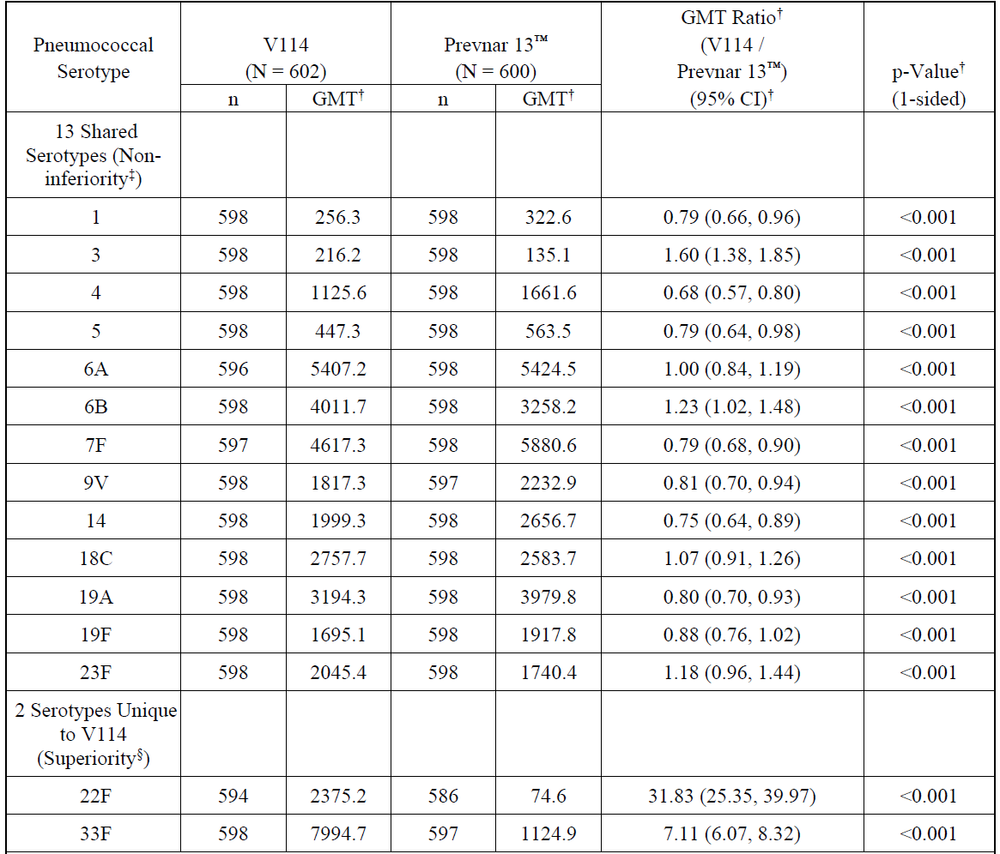 Pneumococcal
Serotype
V114
(N = 602)
Prevnar 13™
(N = 600)
GMT Ratio†
(V114 /
Prevnar 13™)
(95% CI)†
p-Value†
(1-sided)
n GMT† n GMT†
13 Shared
Serotypes (Non-
inferiority‡)
1 598 256.3 598 322.6 0.79 (0.66, 0.96) <0.001
3 598 216.2 598 135.1 1.60 (1.38, 1.85) <0.001
4 598 1125.6 598 1661.6 0.68 (0.57, 0.80) <0.001
5 598 447.3 598 563.5 0.79 (0.64, 0.98) <0.001
6A 596 5407.2 598 5424.5 1.00 (0.84, 1.19) <0.001
6B 598 4011.7 598 3258.2 1.23 (1.02, 1.48) <0.001
7F 597 4617.3 598 5880.6 0.79 (0.68, 0.90) <0.001
9V 598 1817.3 597 2232.9 0.81 (0.70, 0.94) <0.001
14 598 1999.3 598 2656.7 0.75 (0.64, 0.89) <0.001
18C 598 2757.7 598 2583.7 1.07 (0.91, 1.26) <0.001
19A 598 3194.3 598 3979.8 0.80 (0.70, 0.93) <0.001
19F 598 1695.1 598 1917.8 0.88 (0.76, 1.02) <0.001
23F 598 2045.4 598 1740.4 1.18 (0.96, 1.44) <0.001
2 Serotypes Unique
to V114
(Superiority§)
22F 594 2375.2 586 74.6 31.83 (25.35, 39.97) <0.001
33F 598 7994.7 597 1124.9 7.11 (6.07, 8.32) <0.001